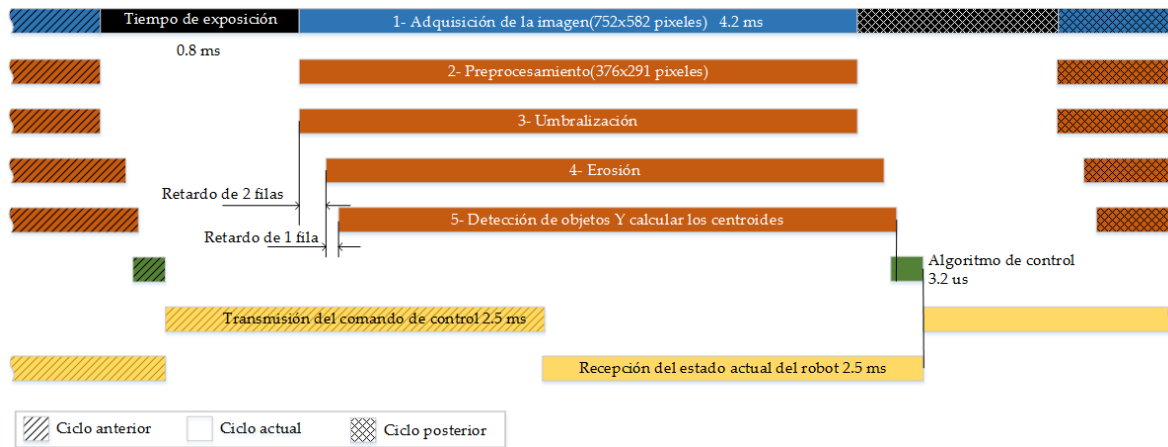 Tiempo de exposición
1- Adquisición de la imagen(752x582 pixeles) 4.2 ms
0.8 ms
2- Preprocesamiento(376x291 pixeles)
3- Umbralización
4- Erosión
Retardo de 2 filas
5- Detección de objetos Y calcular los centroides
Retardo de 1 fila
Algoritmo de control
3.2 us
Transmisión del comando de control 2.5 ms
Recepción del estado actual del robot 2.5 ms
Ciclo anterior
Ciclo actual
Ciclo posterior